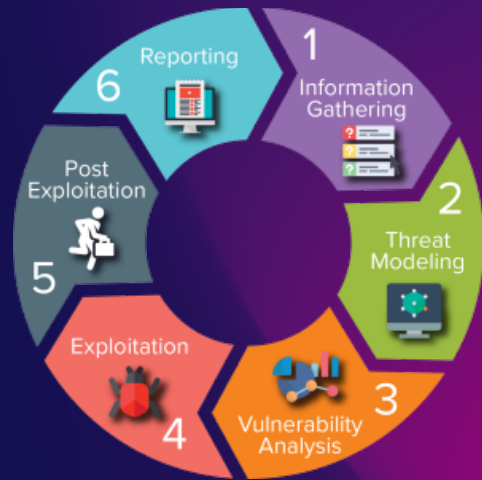 1
Information
Gathering
2
Threat
Modeling
3
Vulnerability
Analysis
4
Exploitation
5
Post
Exploitation
6
Reporting